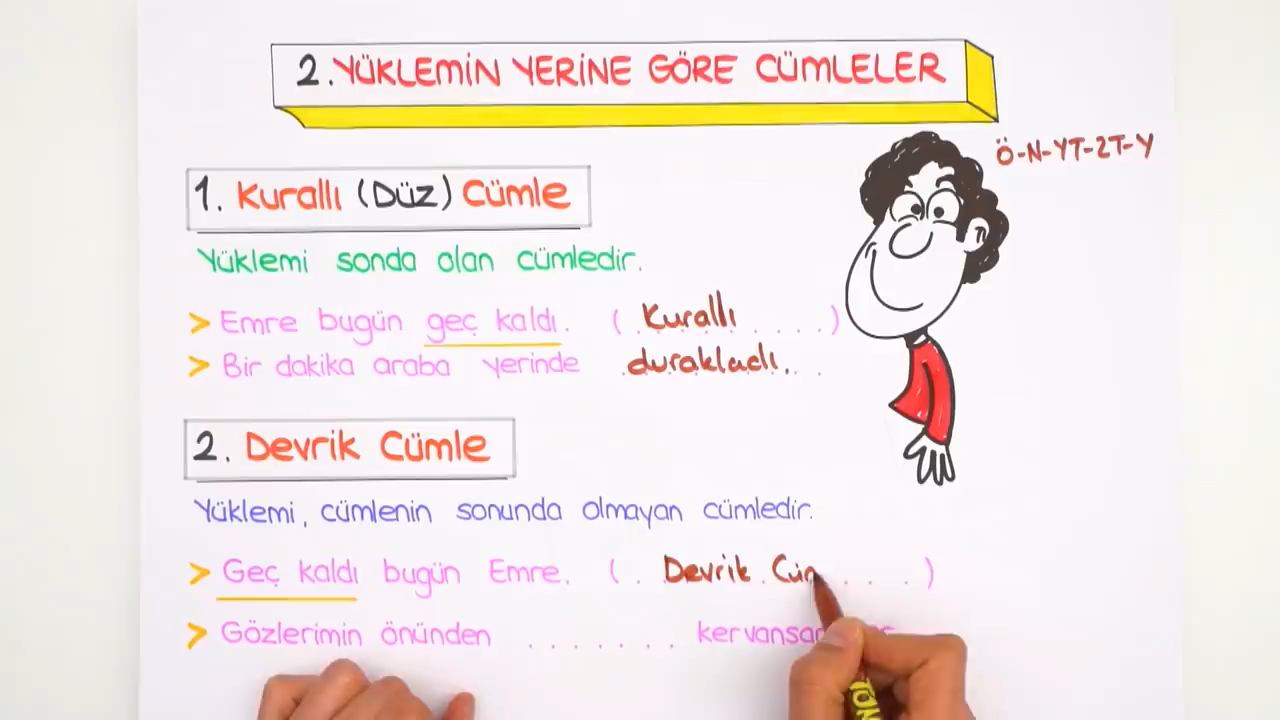 2. YÜKLEMİN YERİNE GÖRE CÜMLELER
Ö-N-YT-ZT-Y
1. Kurallı (Düz) Cümle
Yüklemi sonda olan cümledir.
> Emre bugün geç kaldı. ( Kurallı . . . . )
> Bir dakika araba yerinde durakladı. .
2. Devrik Cümle
Yüklemi, cümlenin sonunda olmayan cümledir.
> Geç kaldı bugün Emre. ( . Devrik Cüm . . . )
> Gözlerimin önünden . . . . . . .